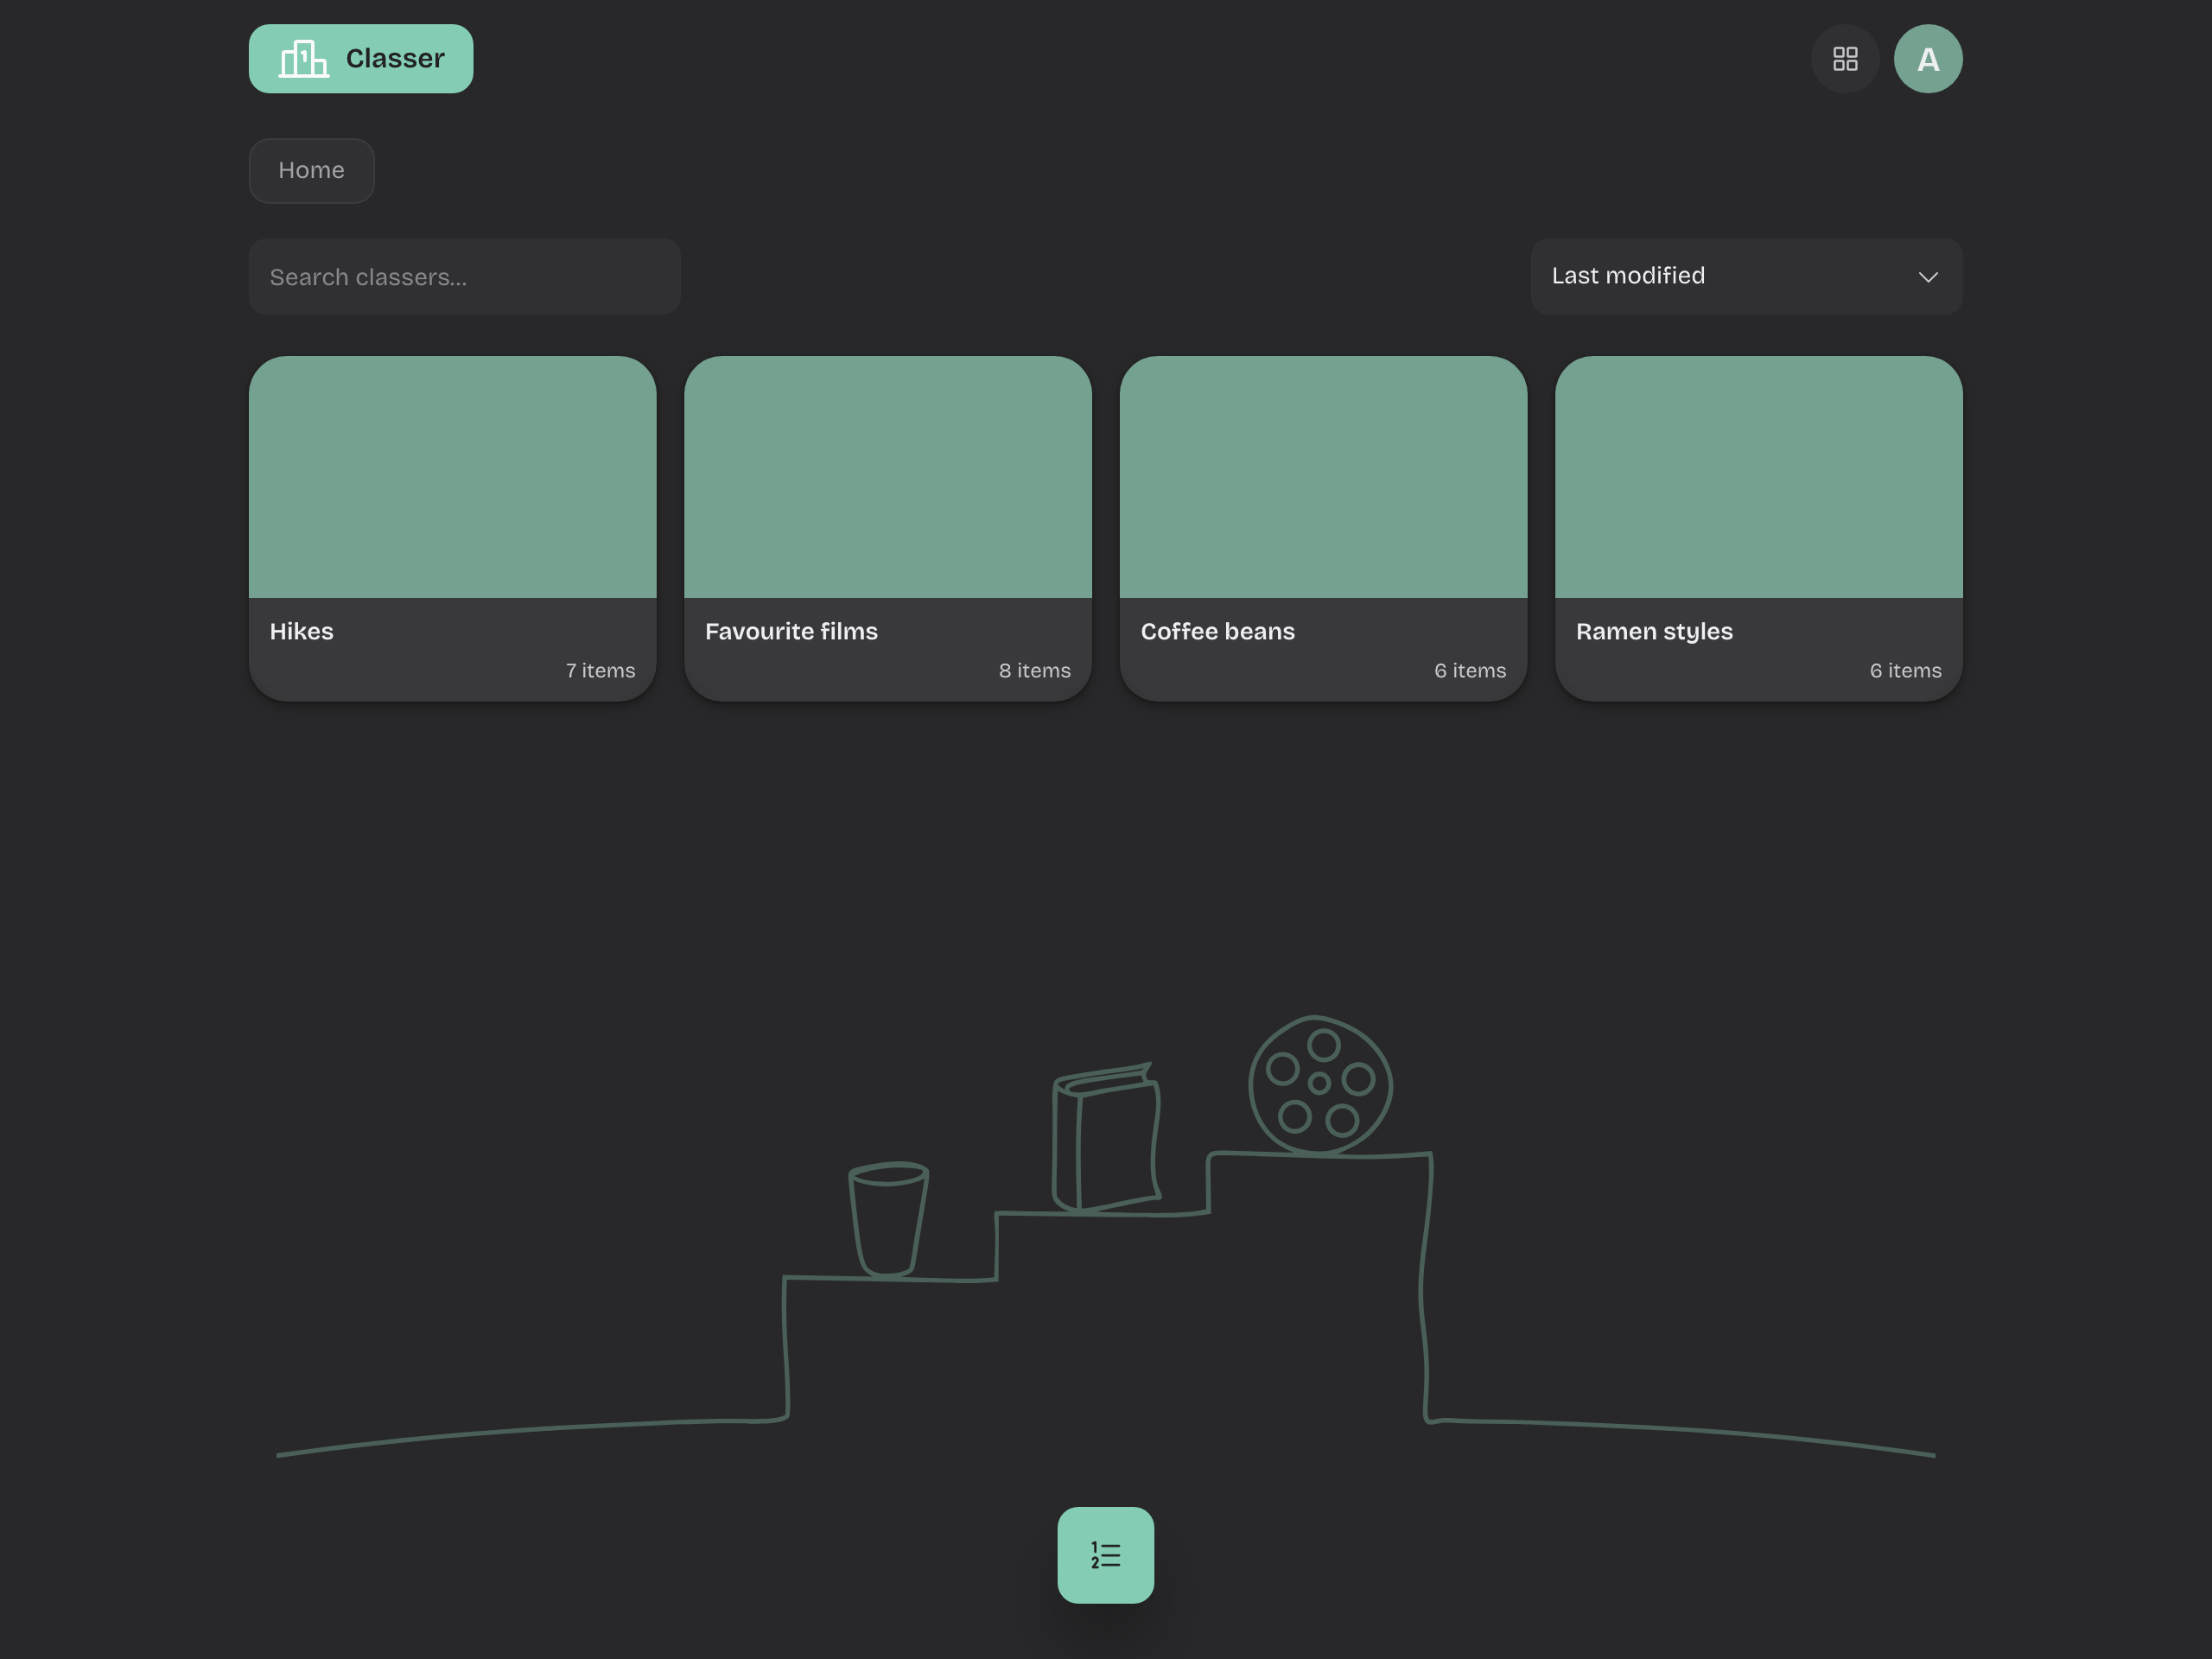 Classer
A
Home
Search classers...
Last modified
Hikes
7 items
Favourite films
8 items
Coffee beans
6 items
Ramen styles
6 items